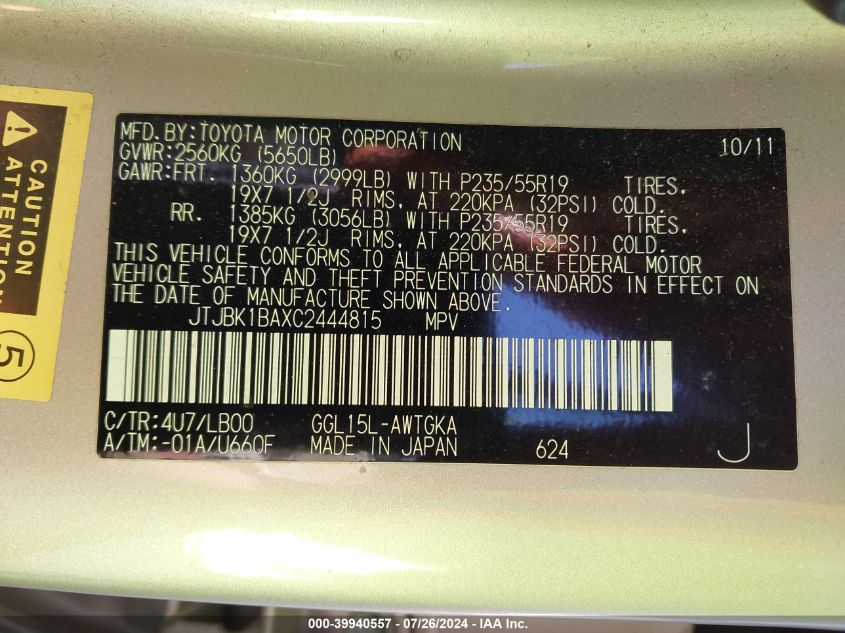 CAUTION
ATTENTION
5
MFD. BY: TOYOTA MOTOR CORPORATION 10/11
GVWR: 2560KG (5650LB)
GAWR: FRT. 1360KG (2999LB) WITH P235/55R19 TIRES.
19X7 1/2J RIMS, AT 220KPA (32PSI) COLD.
RR. 1385KG (3056LB) WITH P235/55R19 TIRES.
19X7 1/2J RIMS, AT 220KPA (32PSI) COLD.
THIS VEHICLE CONFORMS TO ALL APPLICABLE FEDERAL MOTOR
VEHICLE SAFETY AND THEFT PREVENTION STANDARDS IN EFFECT ON
THE DATE OF MANUFACTURE SHOWN ABOVE.
JTJBK1BAXC2444815 MPV
C/TR: 4U7/LB00 GGL15L-AWTGKA
A/TM: -01A/U660F MADE IN JAPAN 624 J
000-39940557 / 07/26/2024 - IAA Inc.